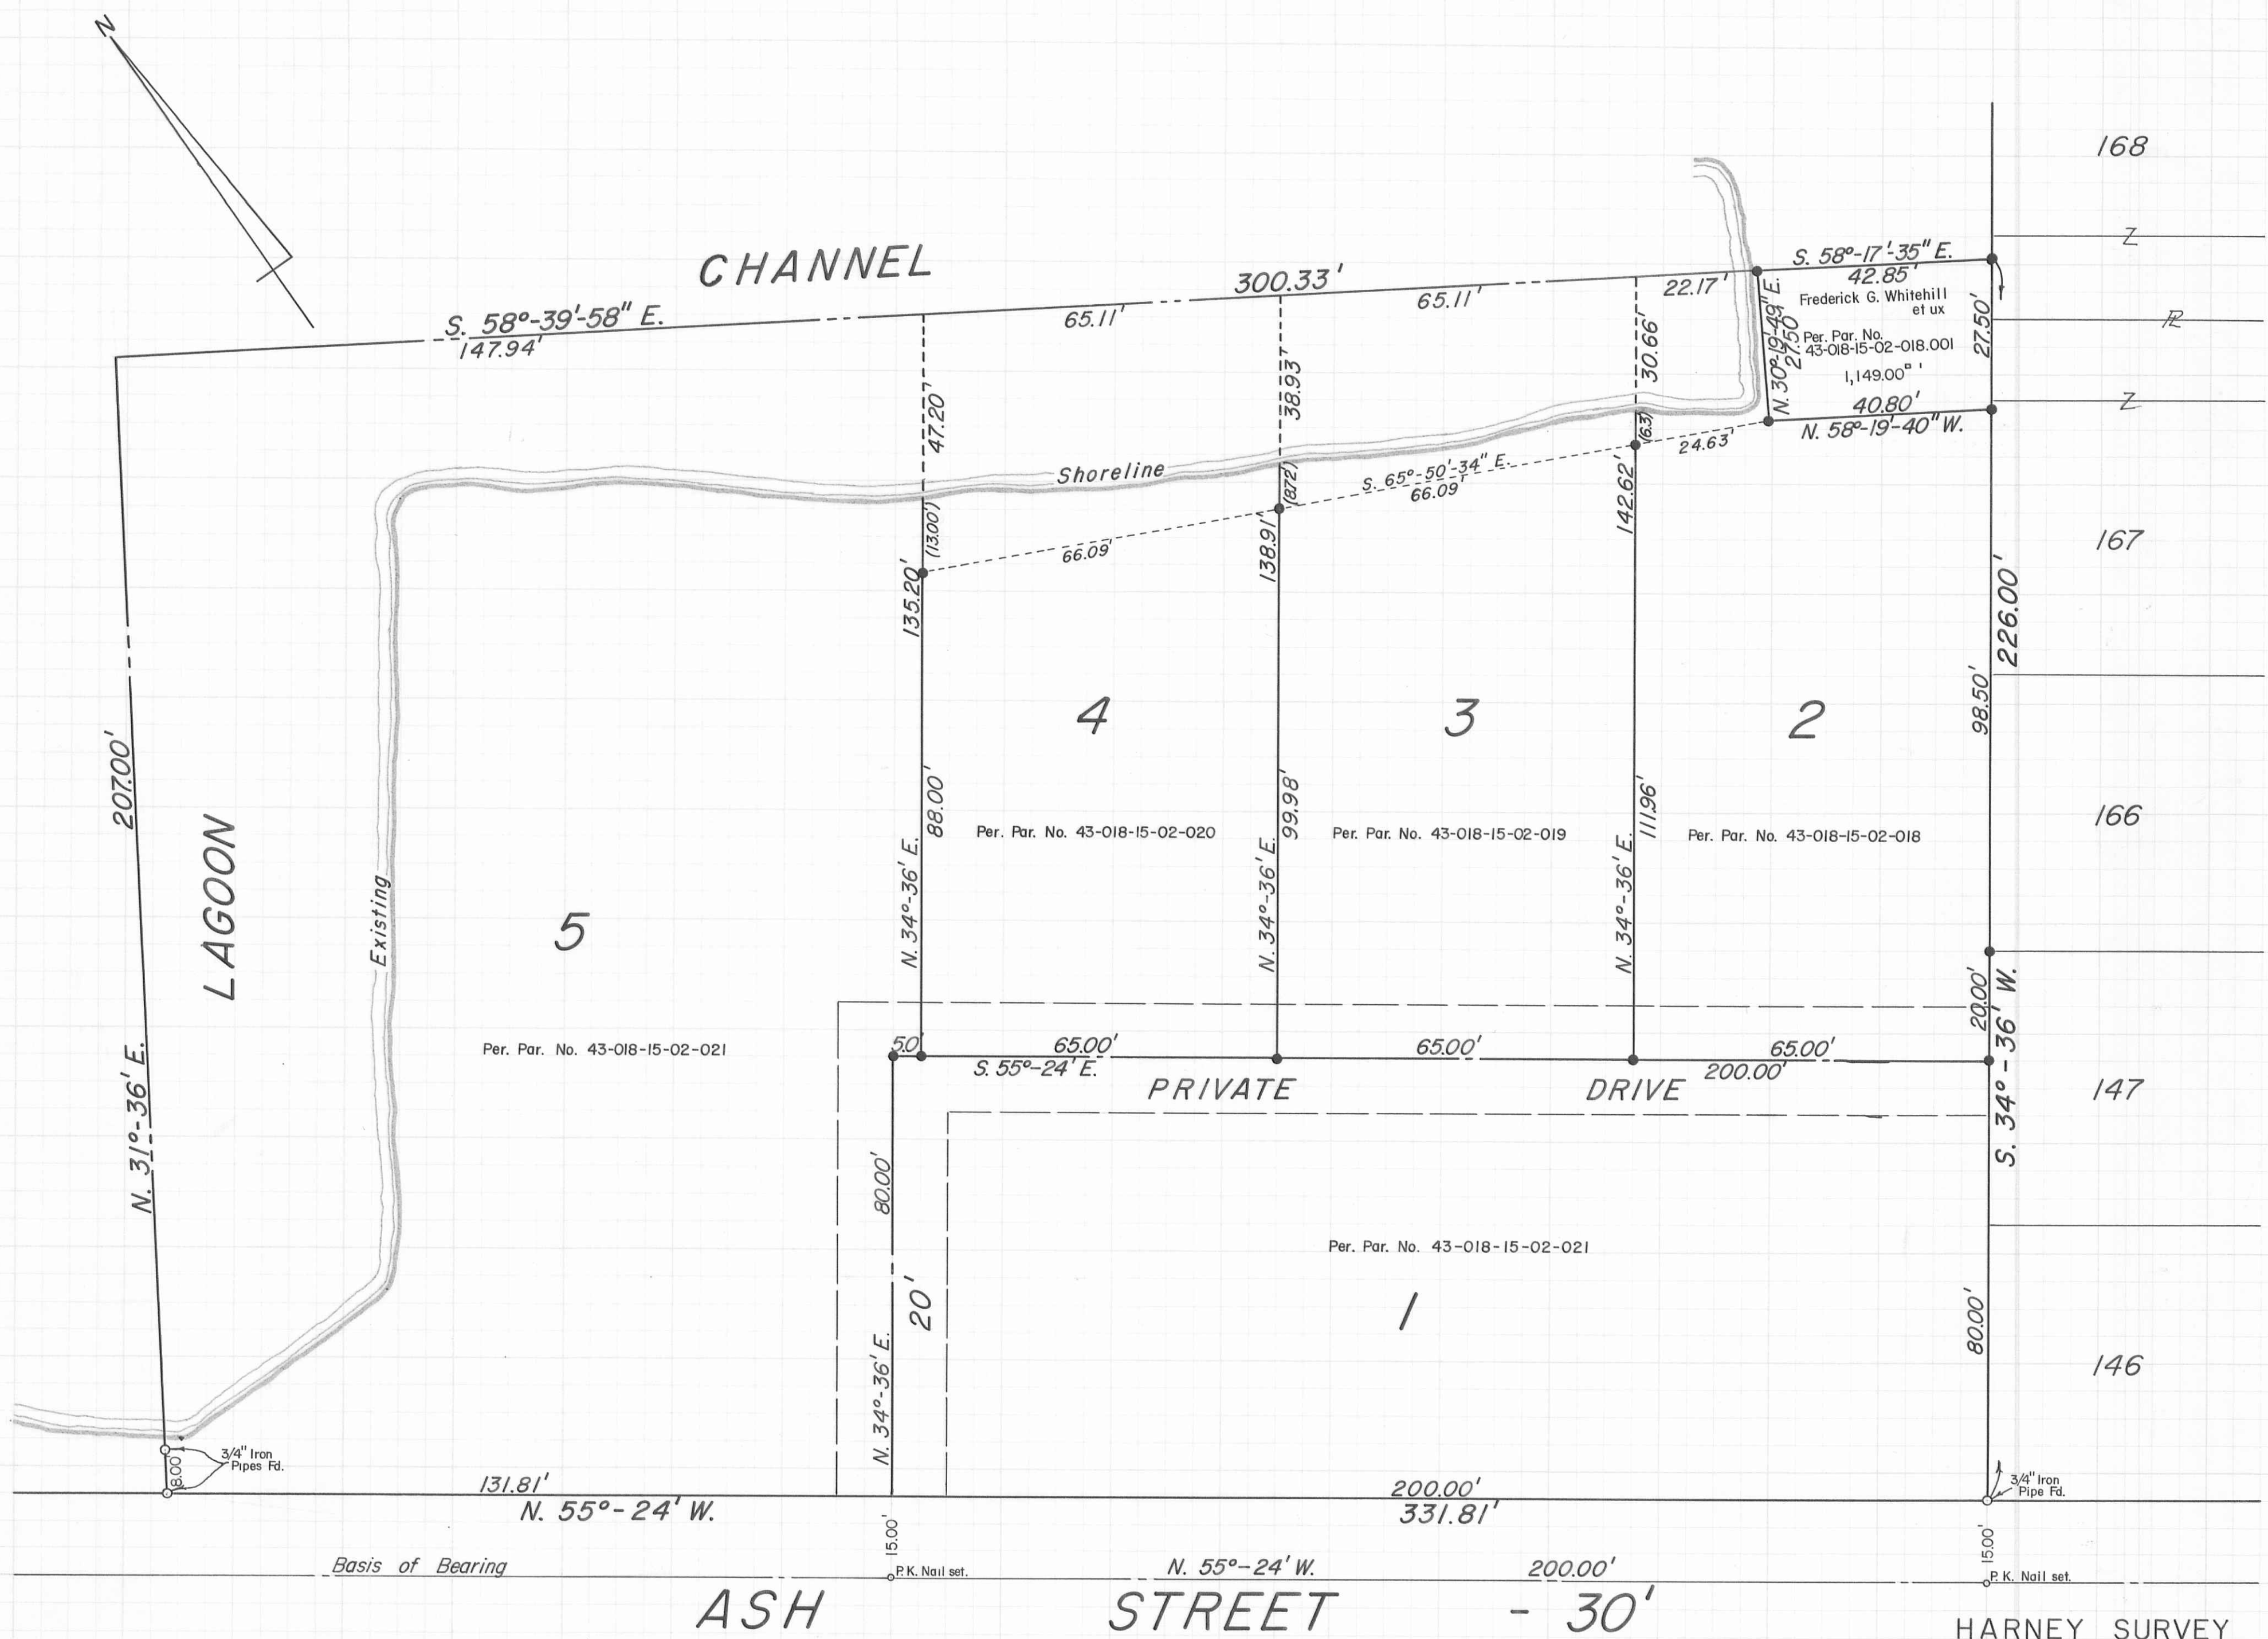 N
168
CHANNEL
300.33'
S. 58°-17'-35" E.
42.85'
Z
S. 58°-39'-58" E.
147.94'
65.11'
65.11'
22.17'
Frederick G. Whitehill
et ux
Per. Par. No.
43-018-15-02-018.001
1,149.00□'
N. 30°-19'-49" E.
27.50'
27.50'
PL
30.66'
38.93'
47.20'
40.80'
N. 58°-19'-40" W.
Z
Shoreline
(13.00')
(8.72)
(6.3)
S. 65°-50'-34" E.
66.09'
66.09'
24.63'
135.20'
138.91'
142.62'
167
226.00'
98.50'
207.00'
LAGOON
4
3
2
88.00'
99.98'
111.96'
166
Per. Par. No. 43-018-15-02-020
Per. Par. No. 43-018-15-02-019
Per. Par. No. 43-018-15-02-018
N. 34°-36' E.
N. 34°-36' E.
N. 34°-36' E.
Existing
5
20.00'
S. 34°-36' W.
Per. Par. No. 43-018-15-02-021
5.0'
65.00'
65.00'
65.00'
S. 55°-24' E.
200.00'
PRIVATE DRIVE
147
N. 31°-36' E.
80.00'
20'
N. 34°-36' E.
Per. Par. No. 43-018-15-02-021
1
80.00'
146
3/4" Iron
Pipes Fd.
8.00'
131.81'
N. 55°-24' W.
200.00'
331.81'
3/4" Iron
Pipe Fd.
15.00'
15.00'
Basis of Bearing
P.K. Nail set.
N. 55°-24' W.
200.00'
P. K. Nail set.
ASH STREET - 30'
HARNEY SURVEY